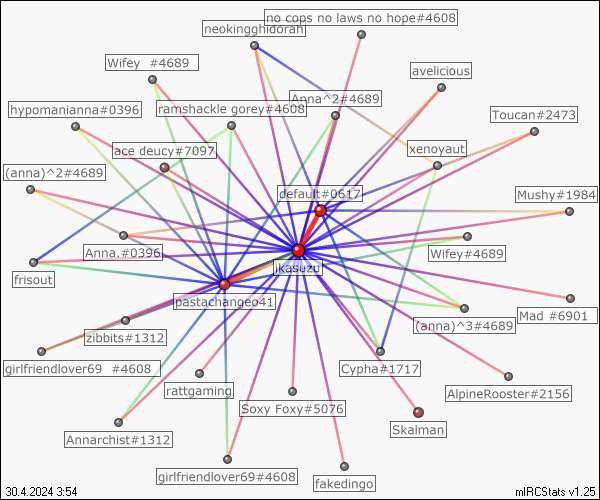 no cops no laws no hope#4608
neokingghidorah
Wifey  #4689
avelicious
Anna^2#4689
hypomanianna#0396
ramshackle gorey#4608
Toucan#2473
ace deucy#7097
xenoyaut
(anna)^2#4689
default#0617
Mushy#1984
Anna.#0396
Wifey#4689
jkasuzu
frisout
pastachangeo41
Mad #6901
(anna)^3#4689
zibbits#1312
girlfriendlover69  #4608
Cypha#1717
rattgaming
AlpineRooster#2156
Soxy Foxy#5076
Skalman
Annarchist#1312
girlfriendlover69#4608
fakedingo
30.4.2024 3:54
mIRCStats v1.25